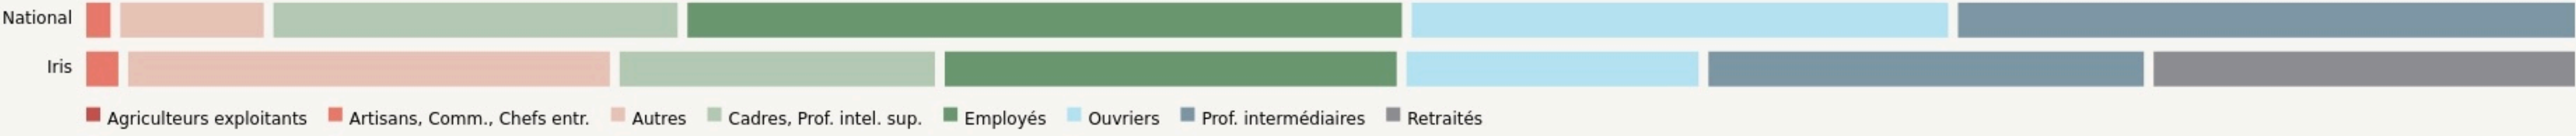 National
Iris
Agriculteurs exploitants Artisans, Comm., Chefs entr. Autres Cadres, Prof. intel. sup. Employés Ouvriers Prof. intermédiaires Retraités